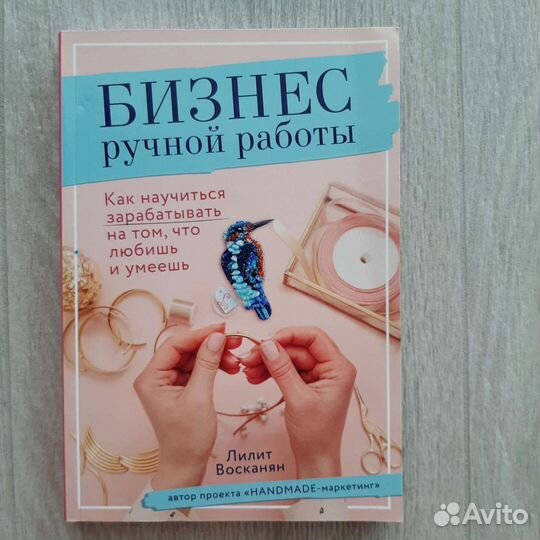 БИЗНЕС
ручной работы
Как научиться
зарабатывать
на том, что
любишь
и умеешь
Лилит
Восканян
автор проекта «HANDMADE-маркетинг»
Avito